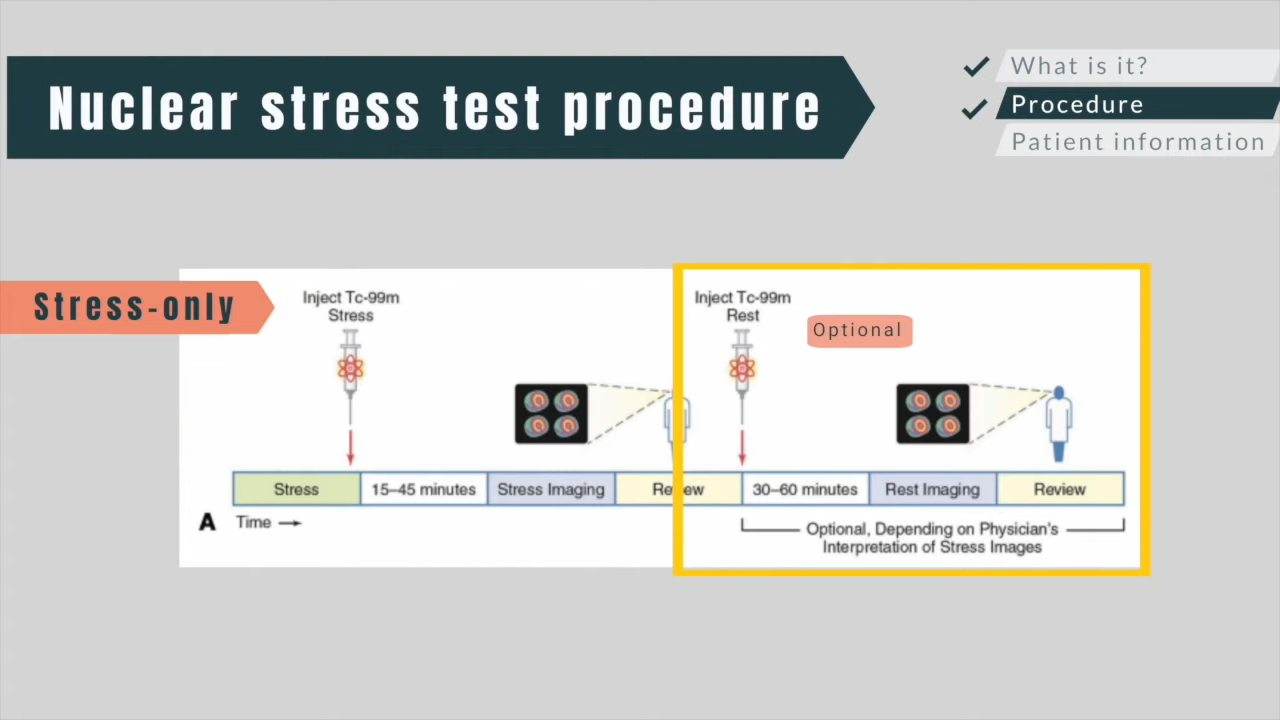 Nuclear stress test procedure
What is it?
Procedure
Patient information
Stress-only
Inject Tc-99m
Stress
Inject Tc-99m
Rest
Optional
Stress
15–45 minutes
Stress Imaging
Review
30–60 minutes
Rest Imaging
Review
A
Time
Optional, Depending on Physician's
Interpretation of Stress Images